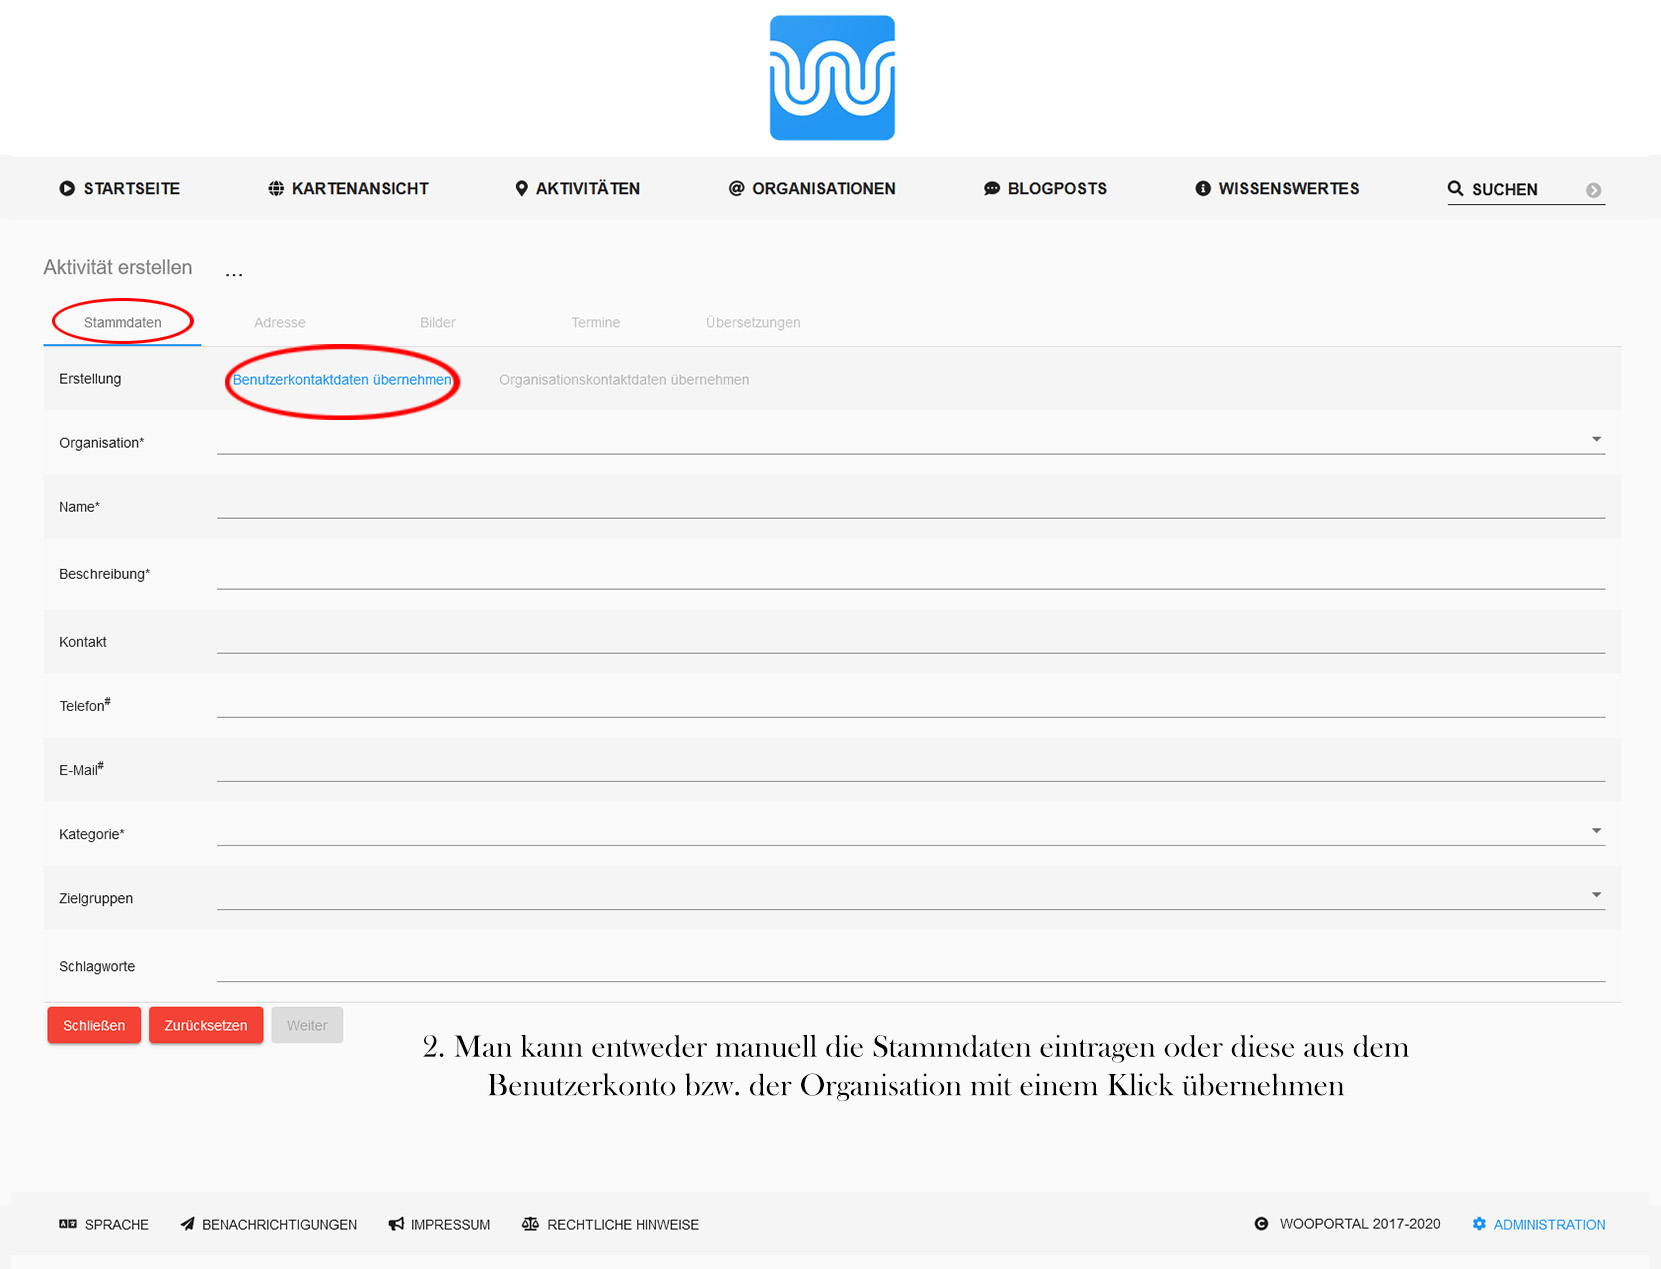 STARTSEITE KARTENANSICHT AKTIVITÄTEN @ ORGANISATIONEN BLOGPOSTS WISSENSWERTES SUCHEN
Aktivität erstellen ...
Stammdaten Adresse Bilder Termine Übersetzungen
Erstellung Benutzerkontaktdaten übernehmen Organisationskontaktdaten übernehmen
Organisation*
Name*
Beschreibung*
Kontakt
Telefon#
E-Mail#
Kategorie*
Zielgruppen
Schlagworte
Schließen Zurücksetzen Weiter
2. Man kann entweder manuell die Stammdaten eintragen oder diese aus dem
Benutzerkonto bzw. der Organisation mit einem Klick übernehmen
SPRACHE BENACHRICHTIGUNGEN IMPRESSUM RECHTLICHE HINWEISE WOOPORTAL 2017-2020 ADMINISTRATION